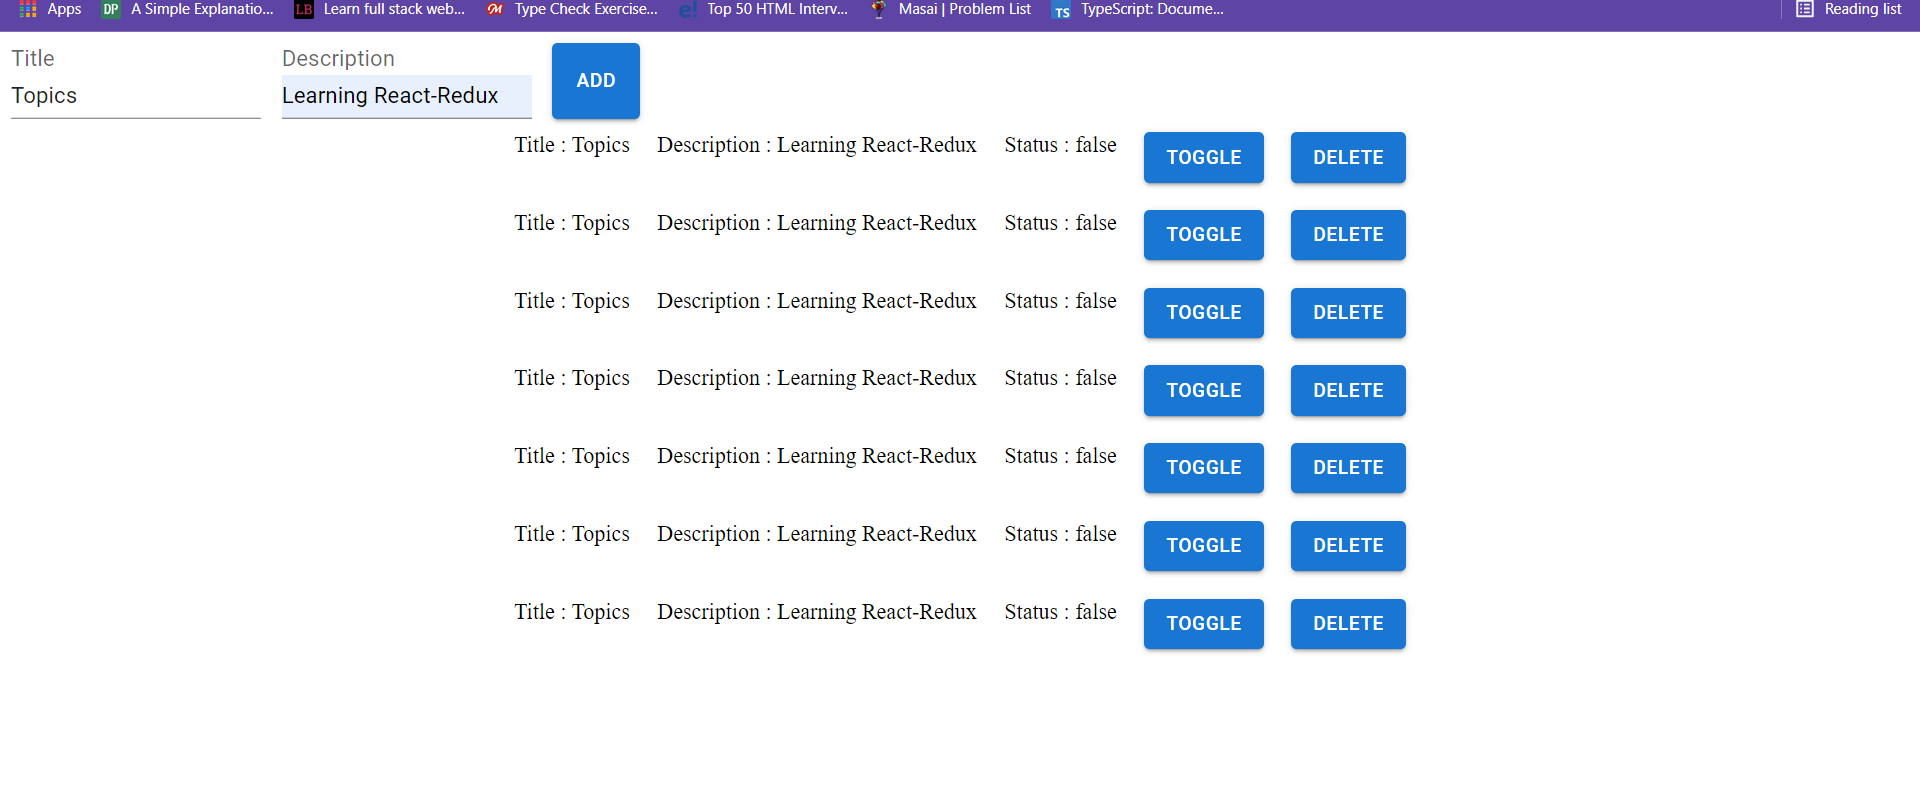 Apps DP A Simple Explanatio... LB Learn full stack web... Type Check Exercise... e! Top 50 HTML Interv... Masai | Problem List TS TypeScript: Docume... Reading list
Title Description
Topics Learning React-Redux ADD
Title : Topics Description : Learning React-Redux Status : false TOGGLE DELETE
Title : Topics Description : Learning React-Redux Status : false TOGGLE DELETE
Title : Topics Description : Learning React-Redux Status : false TOGGLE DELETE
Title : Topics Description : Learning React-Redux Status : false TOGGLE DELETE
Title : Topics Description : Learning React-Redux Status : false TOGGLE DELETE
Title : Topics Description : Learning React-Redux Status : false TOGGLE DELETE
Title : Topics Description : Learning React-Redux Status : false TOGGLE DELETE